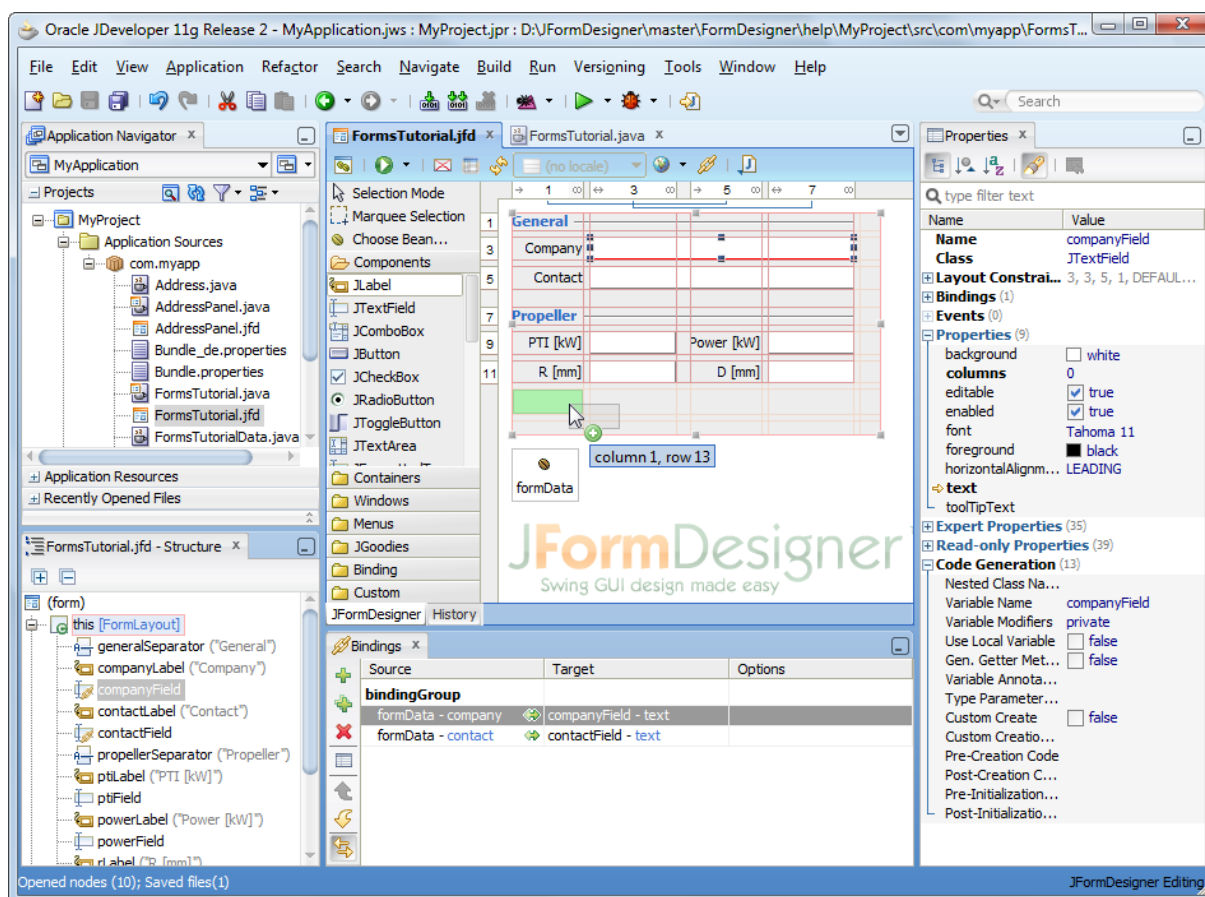 Oracle JDeveloper 11g Release 2 - MyApplication.jws : MyProject.jpr : D:\JFormDesigner\master\FormDesigner\help\MyProject\src\com\myapp\FormsT...
File Edit View Application Refactor Search Navigate Build Run Versioning Tools Window Help
Search
Application Navigator x
MyApplication
Projects
MyProject
Application Sources
com.myapp
Address.java
AddressPanel.java
AddressPanel.jfd
Bundle_de.properties
Bundle.properties
FormsTutorial.java
FormsTutorial.jfd
FormsTutorialData.java
Application Resources
Recently Opened Files
FormsTutorial.jfd - Structure x
(form)
this [FormLayout]
generalSeparator ("General")
companyLabel ("Company")
companyField
contactLabel ("Contact")
contactField
propellerSeparator ("Propeller")
ptiLabel ("PTI [kW]")
ptiField
powerLabel ("Power [kW]")
powerField
rLabel ("R [mm]")
FormsTutorial.jfd x FormsTutorial.java x
(no locale)
Selection Mode
Marquee Selection
Choose Bean...
Components
JLabel
JTextField
JComboBox
JButton
JCheckBox
JRadioButton
JToggleButton
JTextArea
Containers
Windows
Menus
JGoodies
Binding
Custom
JFormDesigner History
1 3 5 7
1 General
3 Company
5 Contact
7 Propeller
9 PTI [kW] Power [kW]
11 R [mm] D [mm]
column 1, row 13
formData
JFormDesigner
Swing GUI design made easy
Bindings x
Source Target Options
bindingGroup
formData - company companyField - text
formData - contact contactField - text
Properties x
type filter text
Name Value
Name companyField
Class JTextField
Layout Constrai... 3, 3, 5, 1, DEFAUL...
Bindings (1)
Events (0)
Properties (9)
background white
columns 0
editable true
enabled true
font Tahoma 11
foreground black
horizontalAlignm... LEADING
text
toolTipText
Expert Properties (35)
Read-only Properties (39)
Code Generation (13)
Nested Class Na...
Variable Name companyField
Variable Modifiers private
Use Local Variable false
Gen. Getter Met... false
Variable Annota...
Type Parameter...
Custom Create false
Custom Creatio...
Pre-Creation Code
Post-Creation C...
Pre-Initialization...
Post-Initializatio...
Opened nodes (10); Saved files(1)
JFormDesigner Editing